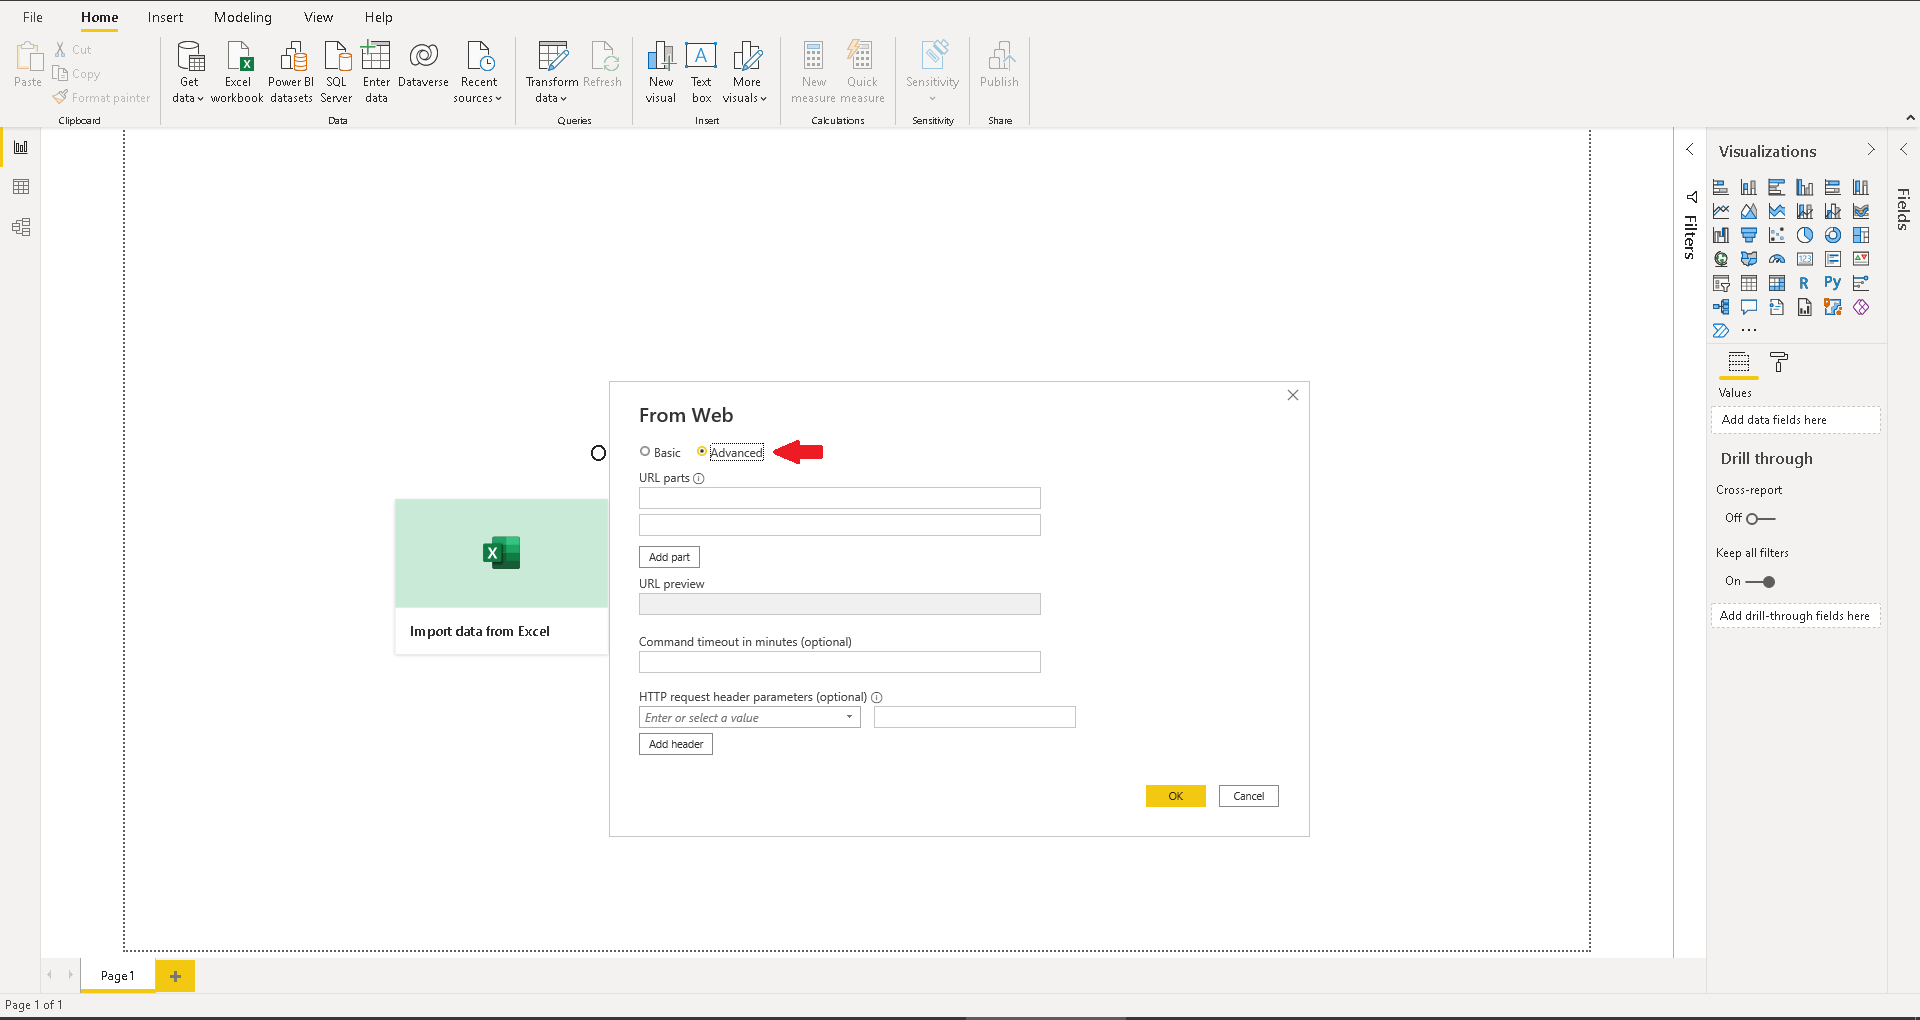 File Home Insert Modeling View Help
Paste
Cut
Copy
Format painter
Clipboard
Get data
Excel workbook
Power BI datasets
SQL Server
Enter data
Dataverse
Recent sources
Data
Transform data
Refresh
Queries
New visual
Text box
More visuals
Insert
New measure
Quick measure
Calculations
Sensitivity
Sensitivity
Publish
Share
Filters
Visualizations
Fields
123
R
Py
Values
Add data fields here
Drill through
Cross-report
Off
Keep all filters
On
Add drill-through fields here
Import data from Excel
From Web
Basic Advanced
URL parts
Add part
URL preview
Command timeout in minutes (optional)
HTTP request header parameters (optional)
Enter or select a value
Add header
OK Cancel
Page1
Page 1 of 1